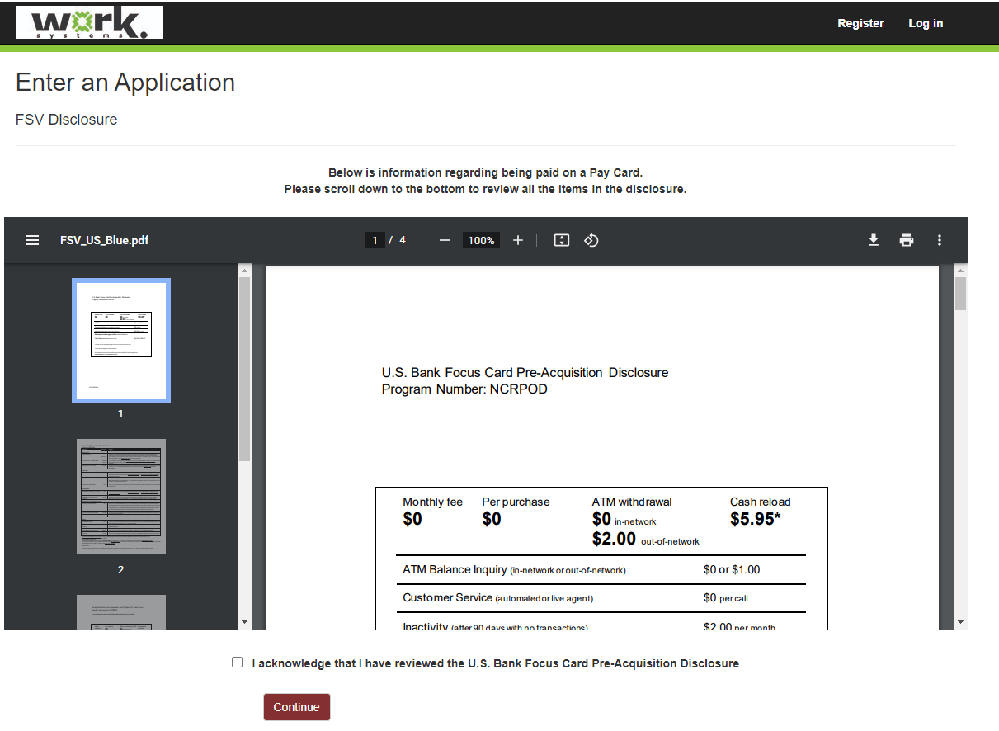 work.
systems
Register
Log in
Enter an Application
FSV Disclosure
Below is information regarding being paid on a Pay Card.
Please scroll down to the bottom to review all the items in the disclosure.
FSV_US_Blue.pdf
1 / 4
100%
1
2
U.S. Bank Focus Card Pre-Acquisition Disclosure
Program Number: NCRPOD
Monthly fee Per purchase ATM withdrawal Cash reload
$0 $0 $0 in-network $5.95*
$2.00 out-of-network
ATM Balance Inquiry (in-network or out-of-network) $0 or $1.00
Customer Service (automated or live agent) $0 per call
Inactivity (after 90 days with no transactions) $2.00 per month
I acknowledge that I have reviewed the U.S. Bank Focus Card Pre-Acquisition Disclosure
Continue